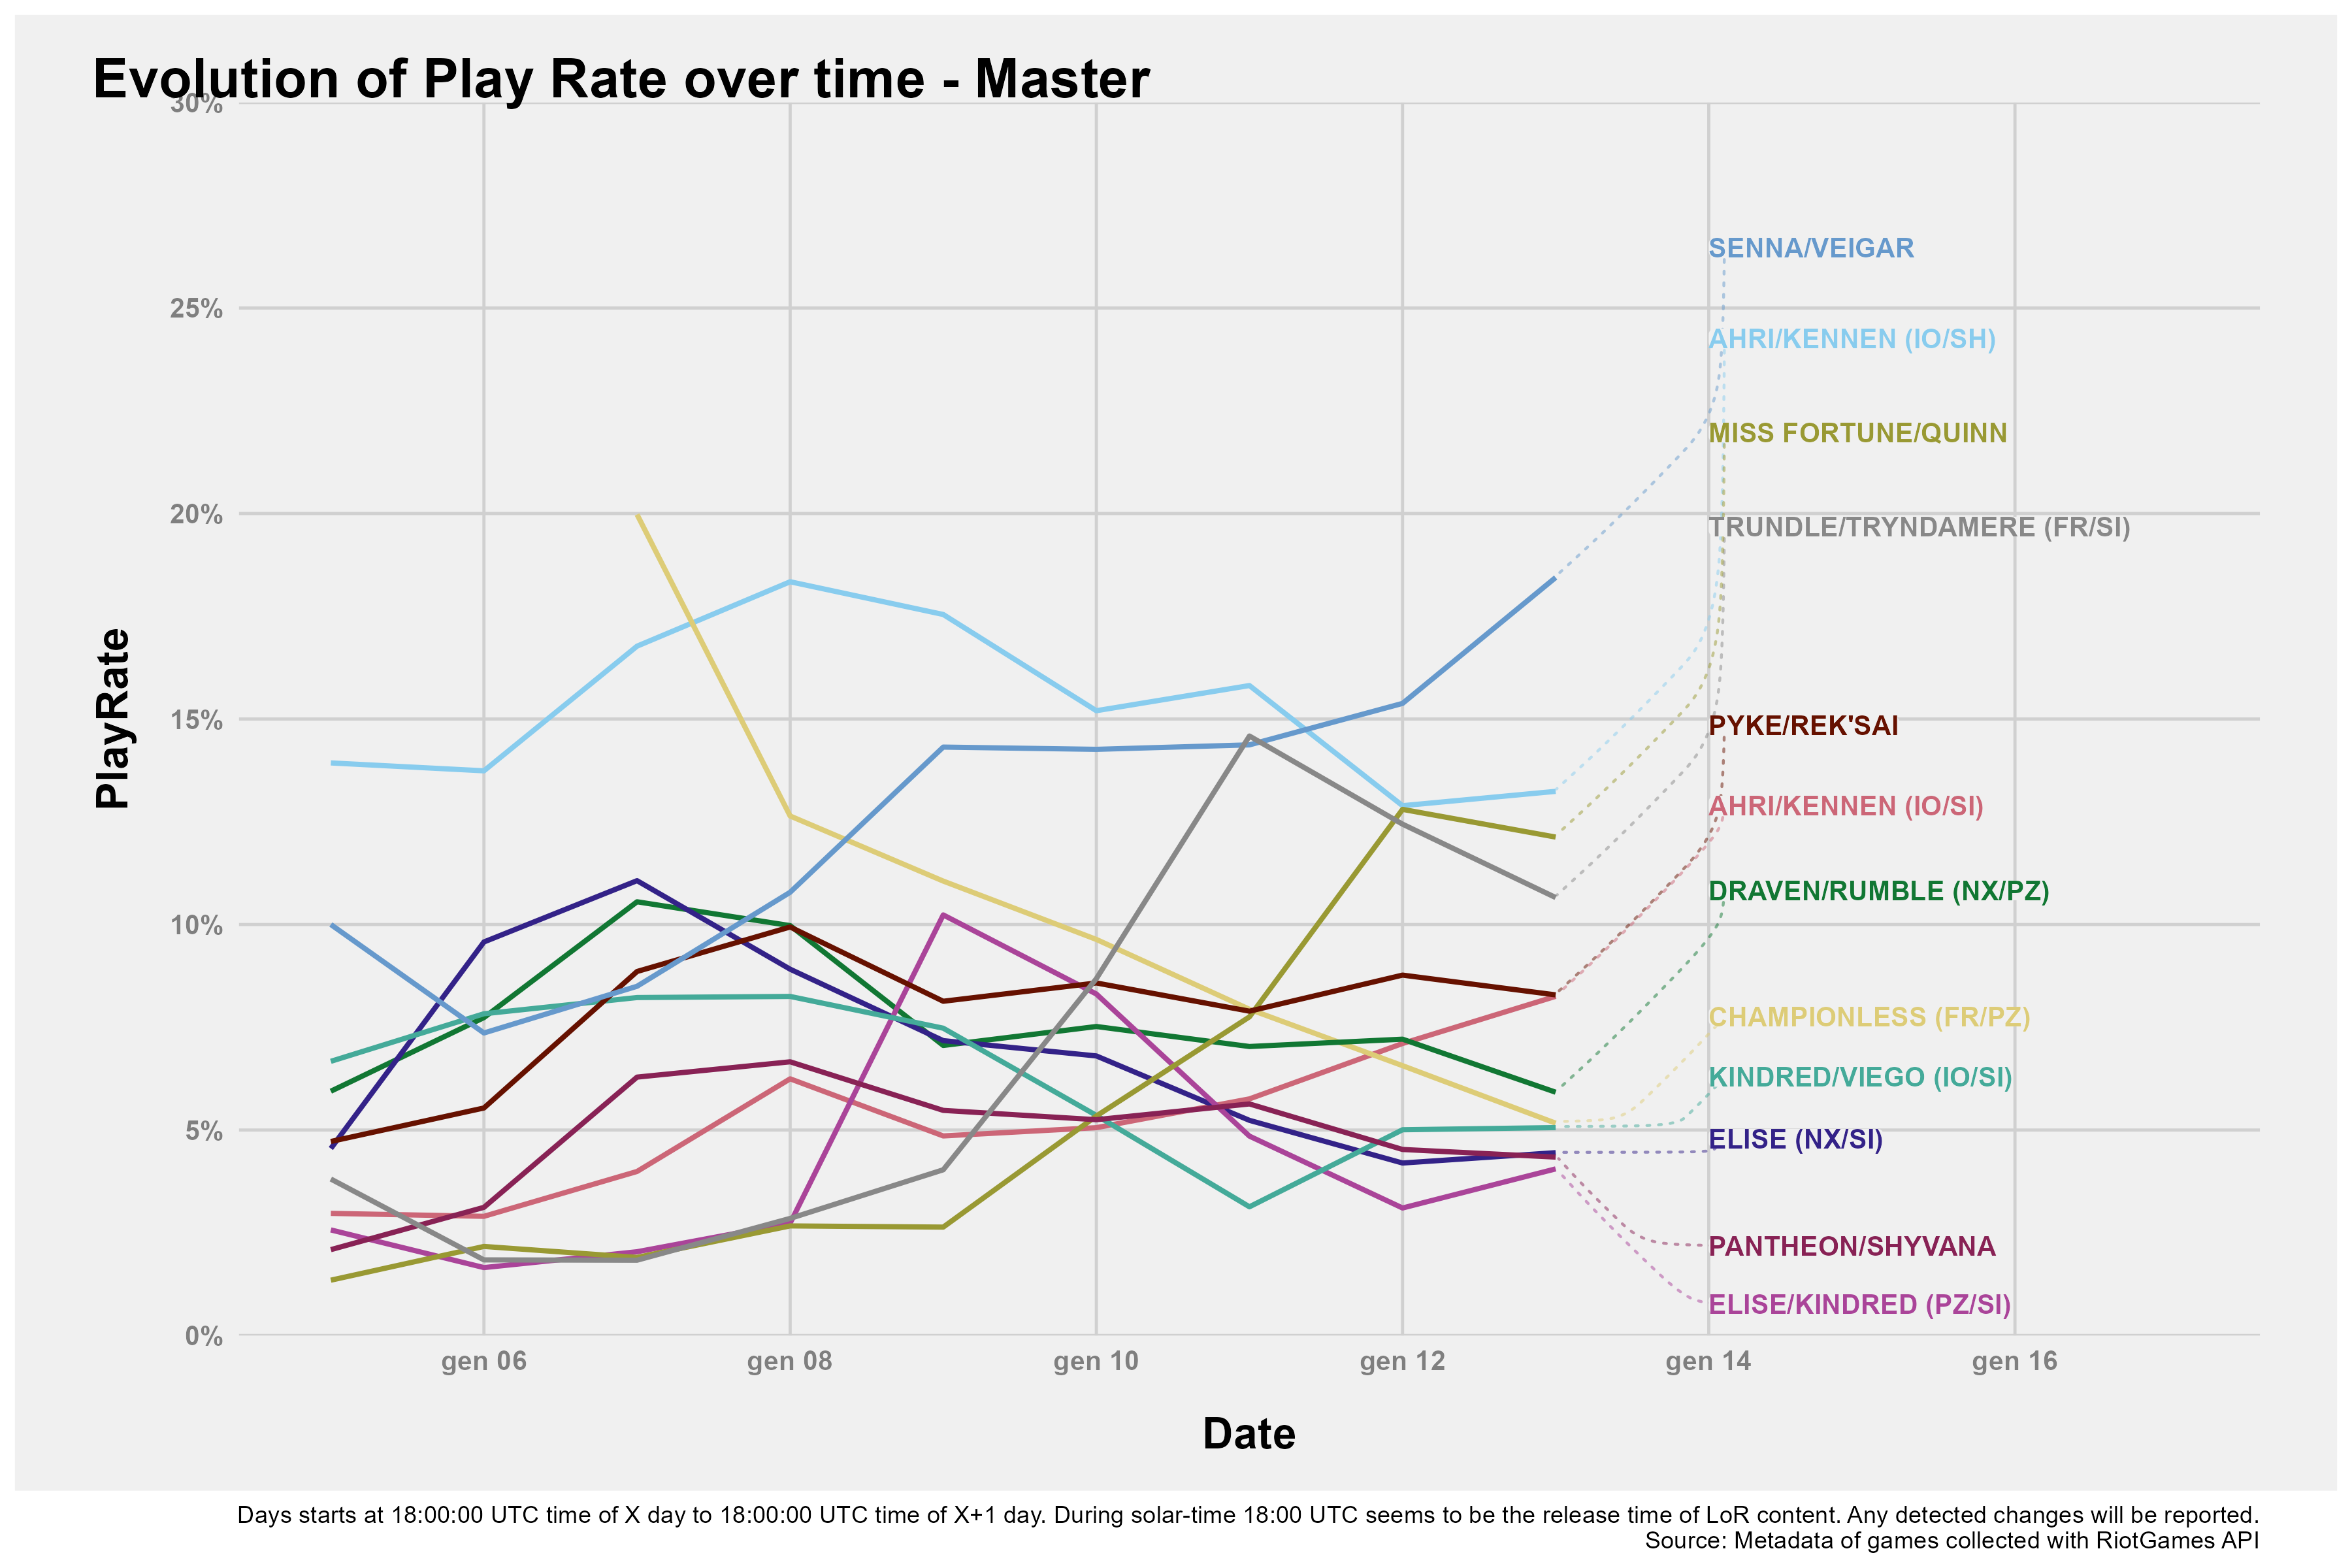 Evolution of Play Rate over time - Master
30%
25%
20%
15%
10%
5%
0%
PlayRate
SENNA/VEIGAR
AHRI/KENNEN (IO/SH)
MISS FORTUNE/QUINN
TRUNDLE/TRYNDAMERE (FR/SI)
PYKE/REK'SAI
AHRI/KENNEN (IO/SI)
DRAVEN/RUMBLE (NX/PZ)
CHAMPIONLESS (FR/PZ)
KINDRED/VIEGO (IO/SI)
ELISE (NX/SI)
PANTHEON/SHYVANA
ELISE/KINDRED (PZ/SI)
gen 06 gen 08 gen 10 gen 12 gen 14 gen 16
Date
Days starts at 18:00:00 UTC time of X day to 18:00:00 UTC time of X+1 day. During solar-time 18:00 UTC seems to be the release time of LoR content. Any detected changes will be reported.
Source: Metadata of games collected with RiotGames API